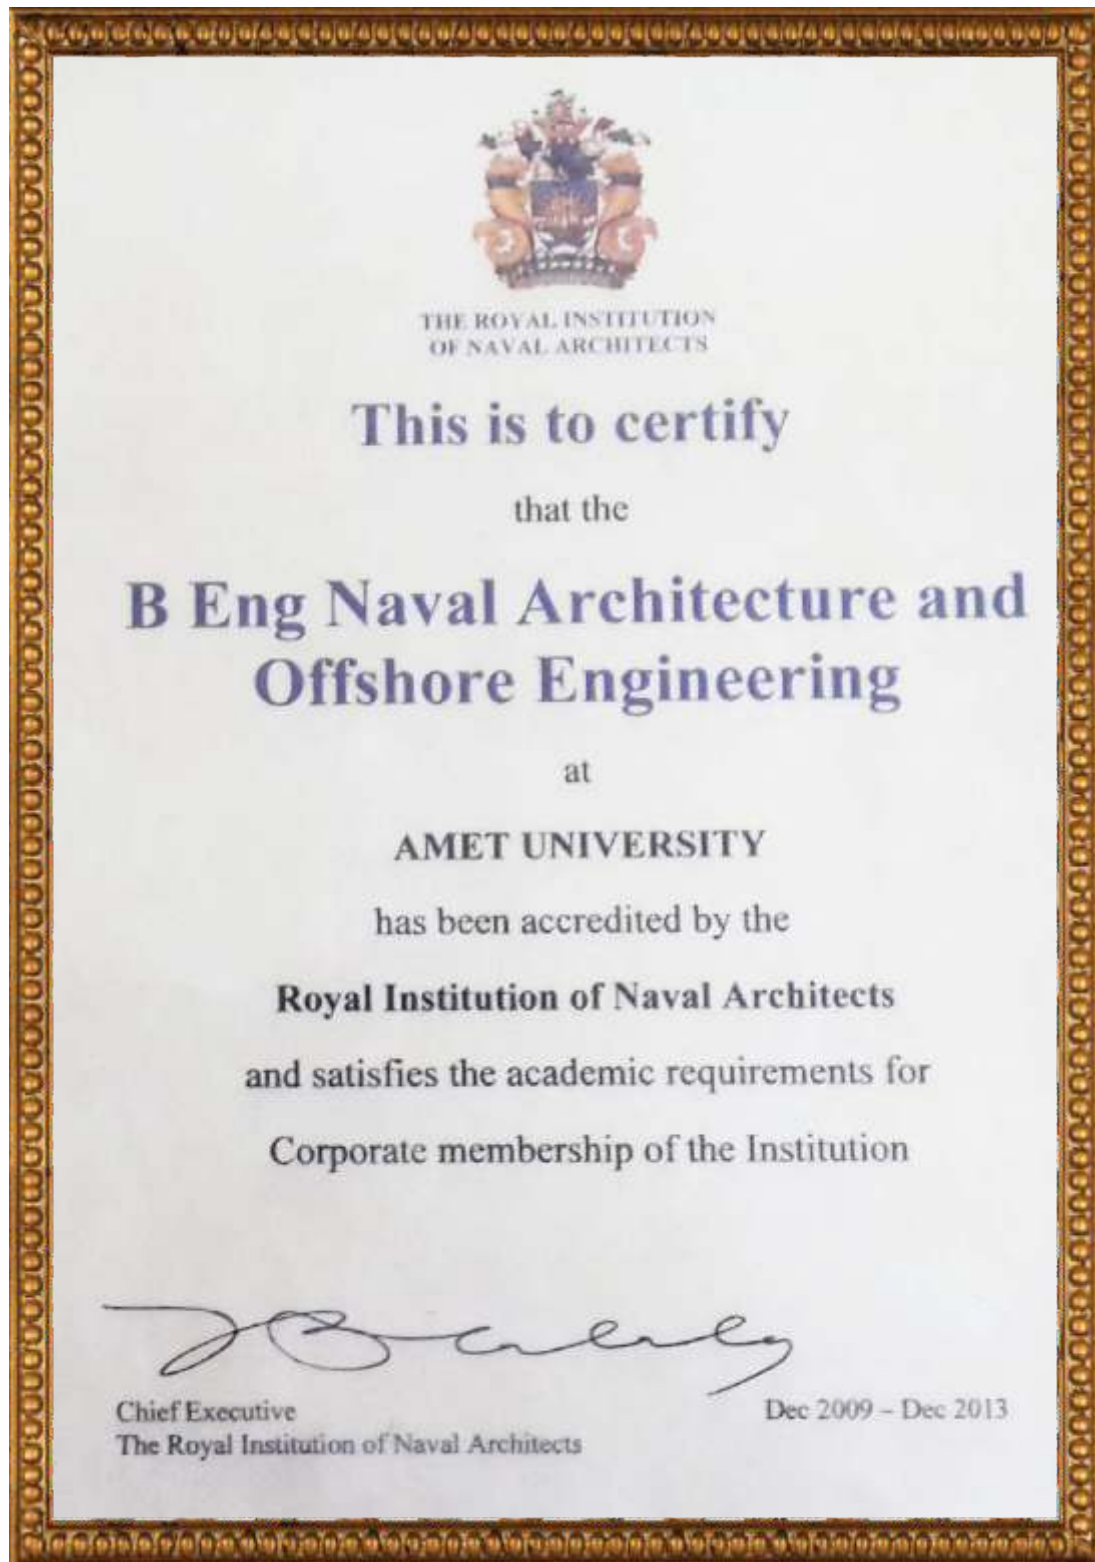 THE ROYAL INSTITUTION
OF NAVAL ARCHITECTS
This is to certify
that the
B Eng Naval Architecture and
Offshore Engineering
at
AMET UNIVERSITY
has been accredited by the
Royal Institution of Naval Architects
and satisfies the academic requirements for
Corporate membership of the Institution
Chief Executive
Dec 2009 – Dec 2013
The Royal Institution of Naval Architects